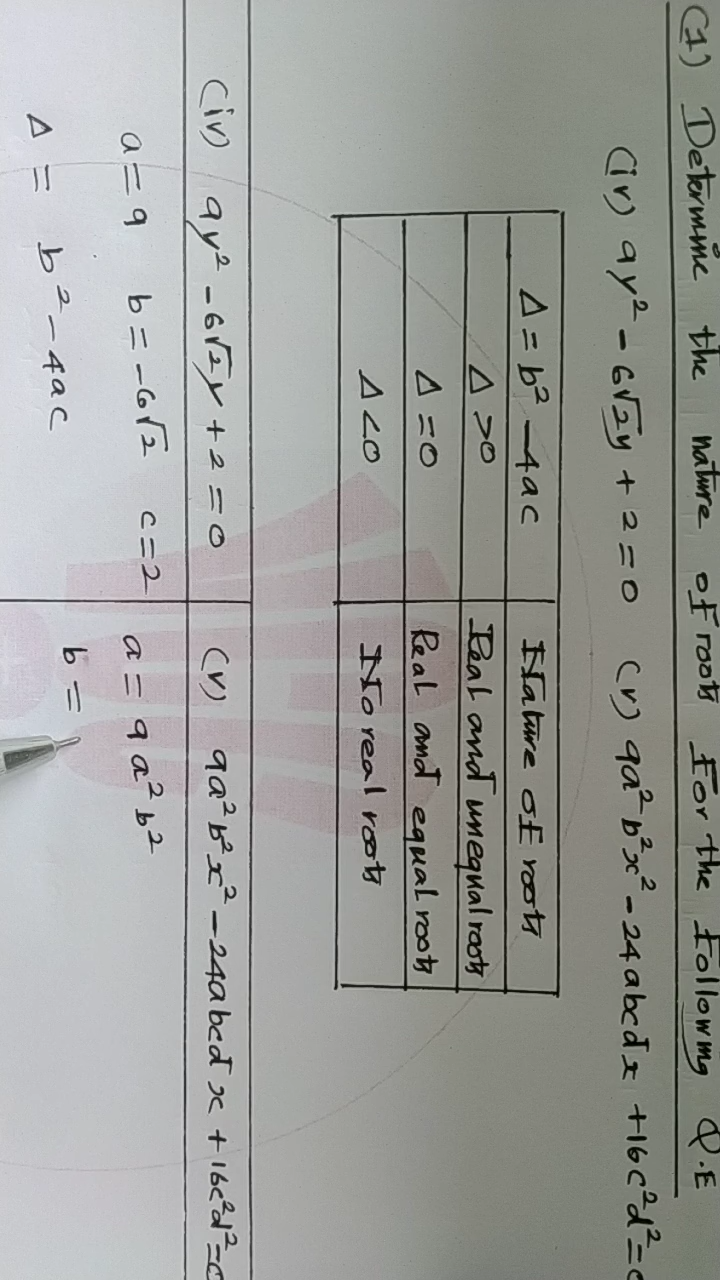 (1) Determine the nature of roots for the following Q.E
(iv) 9y² - 6√2y + 2 = 0 (v) 9a²b²x² - 24abcdx + 16c²d² =
Δ = b² - 4ac Nature of roots
Δ > 0 Real and unequal roots
Δ = 0 Real and equal roots
Δ < 0 No real roots
(iv) 9y² - 6√2y + 2 = 0 (v) 9a²b²x² - 24abcdx + 16c²d² =
a = 9 b = -6√2 c = 2 a = 9a²b²
Δ = b² - 4ac b =